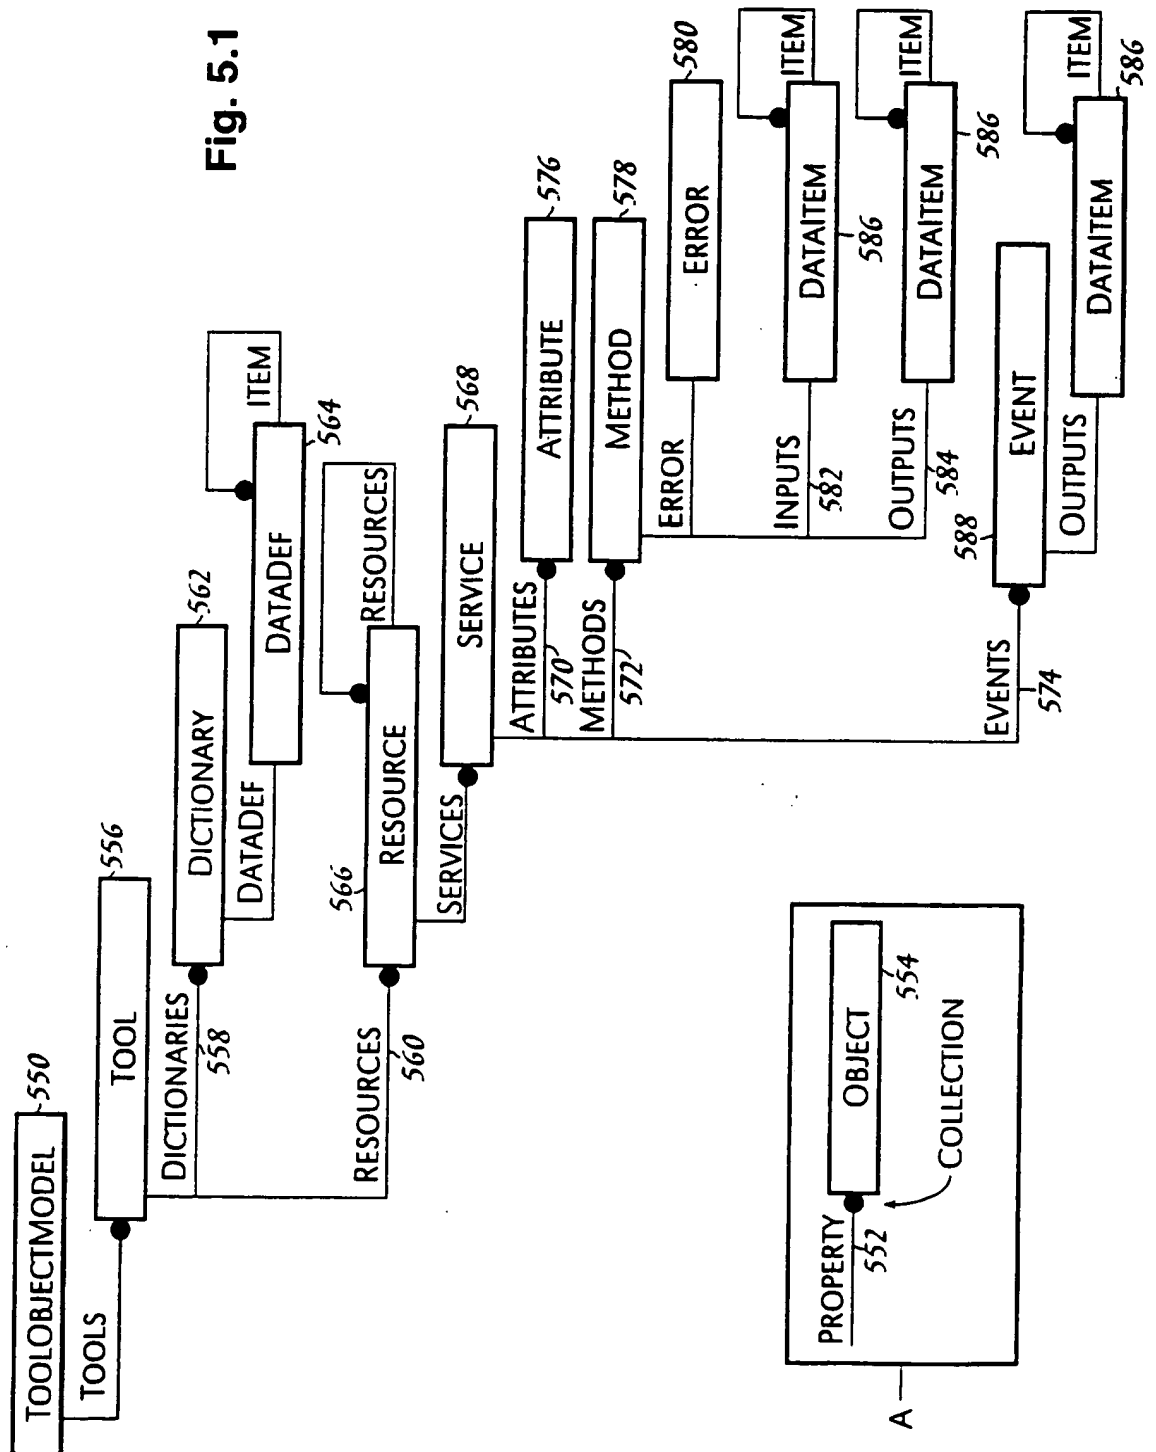 Fig. 5.1
TOOLOBJECTMODEL
550
TOOLS
TOOL
556
DICTIONARIES
558
DICTIONARY
562
DATADEF
DATADEF
564
ITEM
RESOURCES
560
RESOURCE
566
RESOURCES
SERVICES
SERVICE
568
ATTRIBUTES
570
ATTRIBUTE
576
METHODS
572
METHOD
578
ERROR
ERROR
580
INPUTS
582
DATAITEM
586
ITEM
OUTPUTS
584
DATAITEM
586
ITEM
EVENTS
574
EVENT
588
OUTPUTS
DATAITEM
586
ITEM
A
PROPERTY
552
OBJECT
554
COLLECTION